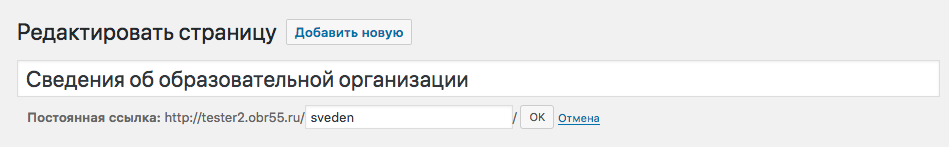 Редактировать страницу Добавить новую
Сведения об образовательной организации
Постоянная ссылка: http://tester2.obr55.ru/sveden/ OK Отмена